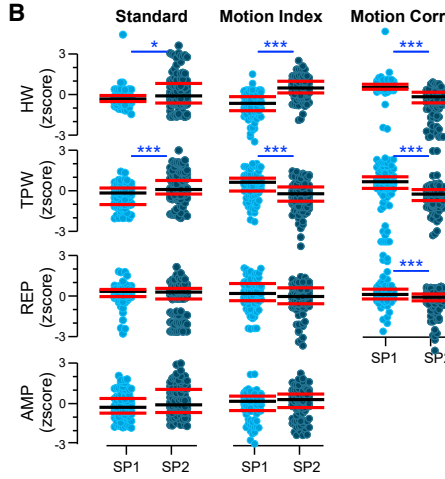 B
Standard Motion Index Motion Corr
* *** ***
3
0
-3
HW
(zscore)
*** *** ***
3
0
-3
TPW
(zscore)
***
3
0
-3
REP
(zscore)
SP1 SP2
3
0
-3
AMP
(zscore)
SP1 SP2 SP1 SP2